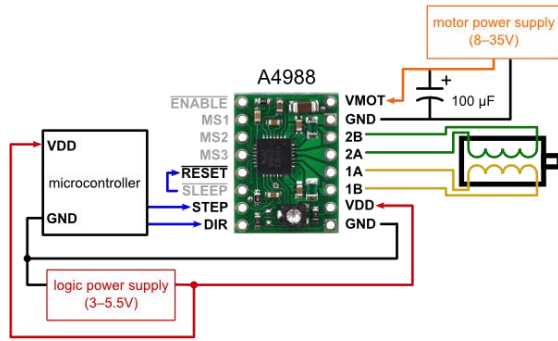 motor power supply
(8–35V)
A4988
ENABLE
MS1
MS2
MS3
RESET
SLEEP
STEP
DIR
VMOT
GND
2B
2A
1A
1B
VDD
GND
+
100 µF
VDD
microcontroller
GND
logic power supply
(3–5.5V)